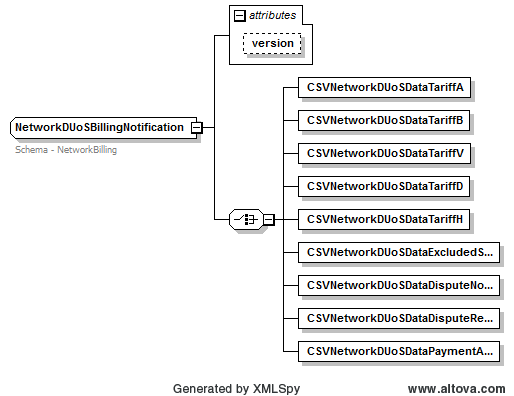 attributes
version
NetworkDUoSBillingNotification
Schema - NetworkBilling
CSVNetworkDUoSDataTariffA
CSVNetworkDUoSDataTariffB
CSVNetworkDUoSDataTariffV
CSVNetworkDUoSDataTariffD
CSVNetworkDUoSDataTariffH
CSVNetworkDUoSDataExcludedS...
CSVNetworkDUoSDataDisputeNo...
CSVNetworkDUoSDataDisputeRe...
CSVNetworkDUoSDataPaymentA...
Generated by XMLSpy www.altova.com